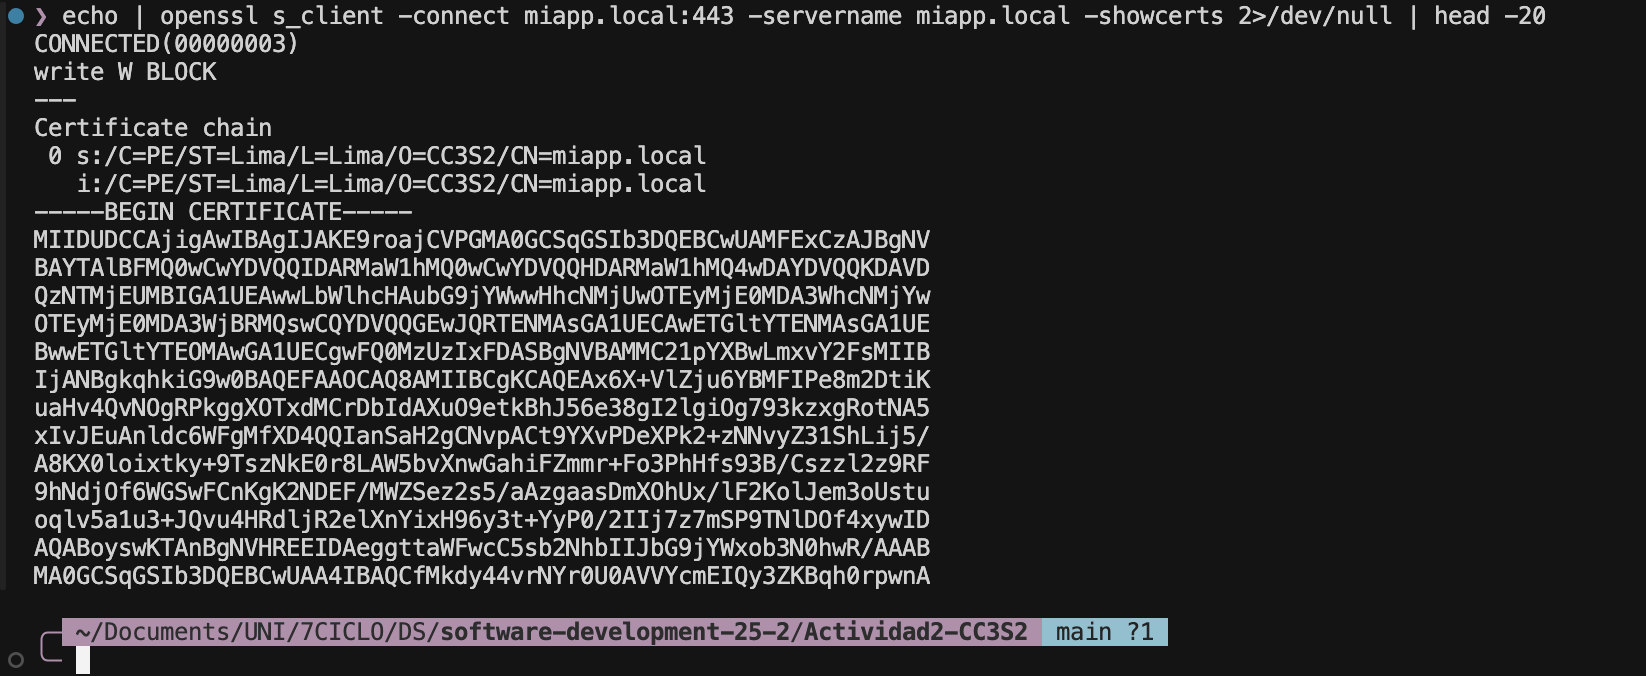 ❯ echo | openssl s_client -connect miapp.local:443 -servername miapp.local -showcerts 2>/dev/null | head -20
CONNECTED(00000003)
write W BLOCK
---
Certificate chain
 0 s:/C=PE/ST=Lima/L=Lima/O=CC3S2/CN=miapp.local
   i:/C=PE/ST=Lima/L=Lima/O=CC3S2/CN=miapp.local
-----BEGIN CERTIFICATE-----
MIIDUDCCAjigAwIBAgIJAKE9roajCVPGMA0GCSqGSIb3DQEBCwUAMFExCzAJBgNV
BAYTAlBFMQ0wCwYDVQQIDARMaW1hMQ0wCwYDVQQHDARMaW1hMQ4wDAYDVQQKDAVD
QzNTMjEUMBIGA1UEAwwLbWlhcHAubG9jYWwwHhcNMjUwOTEyMjE0MDA3WhcNMjYw
OTEyMjE0MDA3WjBRMQswCQYDVQQGEwJQRTENMAsGA1UECAwETGltYTENMAsGA1UE
BwwETGltYTEOMAwGA1UECgwFQ0MzUzIxFDASBgNVBAMMC21pYXBwLmxvY2FsMIIB
IjANBgkqhkiG9w0BAQEFAAOCAQ8AMIIBCgKCAQEAx6X+VlZju6YBMFIPe8m2DtiK
uaHv4QvNOgRPkggXOTxdMCrDbIdAXuO9etkBhJ56e38gI2lgiOg793kzxgRotNA5
xIvJEuAnldc6WFgMfXD4QQIanSaH2gCNvpACt9YXvPDeXPk2+zNNvyZ31ShLij5/
A8KX0loixtky+9TszNkE0r8LAW5bvXnwGahiFZmmr+Fo3PhHfs93B/Cszzl2z9RF
9hNdjOf6WGSwFCnKgK2NDEF/MWZSez2s5/aAzgaasDmXOhUx/lF2KolJem3oUstu
oqlv5a1u3+JQvu4HRdljR2elXnYixH96y3t+YyP0/2IIj7z7mSP9TNlDOf4xywID
AQABoyswKTAnBgNVHREEIDAeggttaWFwcC5sb2NhbIIJbG9jYWxob3N0hwR/AAAB
MA0GCSqGSIb3DQEBCwUAA4IBAQCfMkdy44vrNYr0U0AVVYcmEIQy3ZKBqh0rpwnA
~/Documents/UNI/7CICLO/DS/software-development-25-2/Actividad2-CC3S2 main ?1